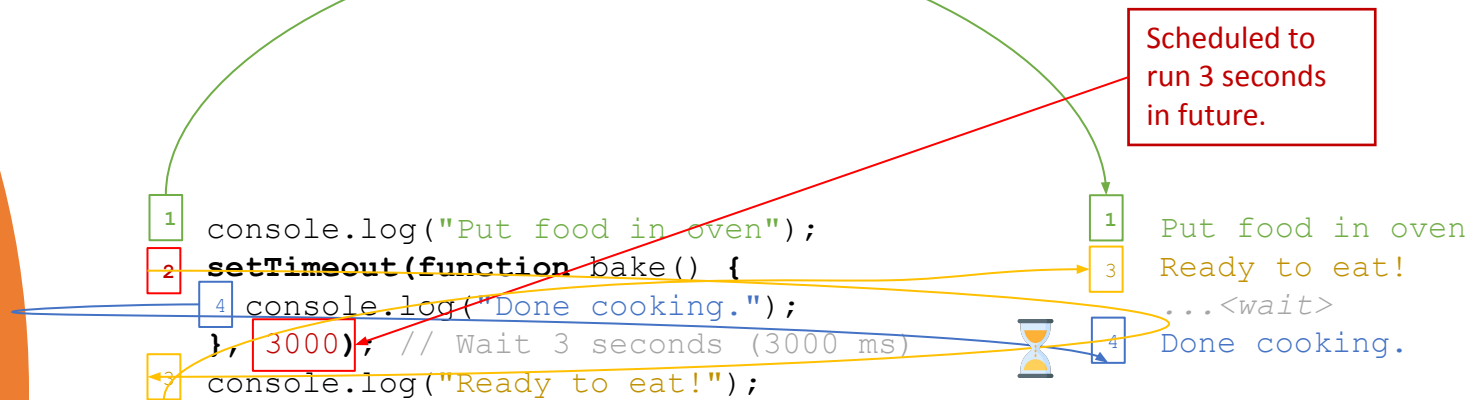 Scheduled to
run 3 seconds
in future.
1 console.log("Put food in oven");
2 setTimeout(function bake() {
4 console.log("Done cooking.");
}, 3000); // Wait 3 seconds (3000 ms)
3 console.log("Ready to eat!");
1 Put food in oven
3 Ready to eat!
...<wait>
4 Done cooking.